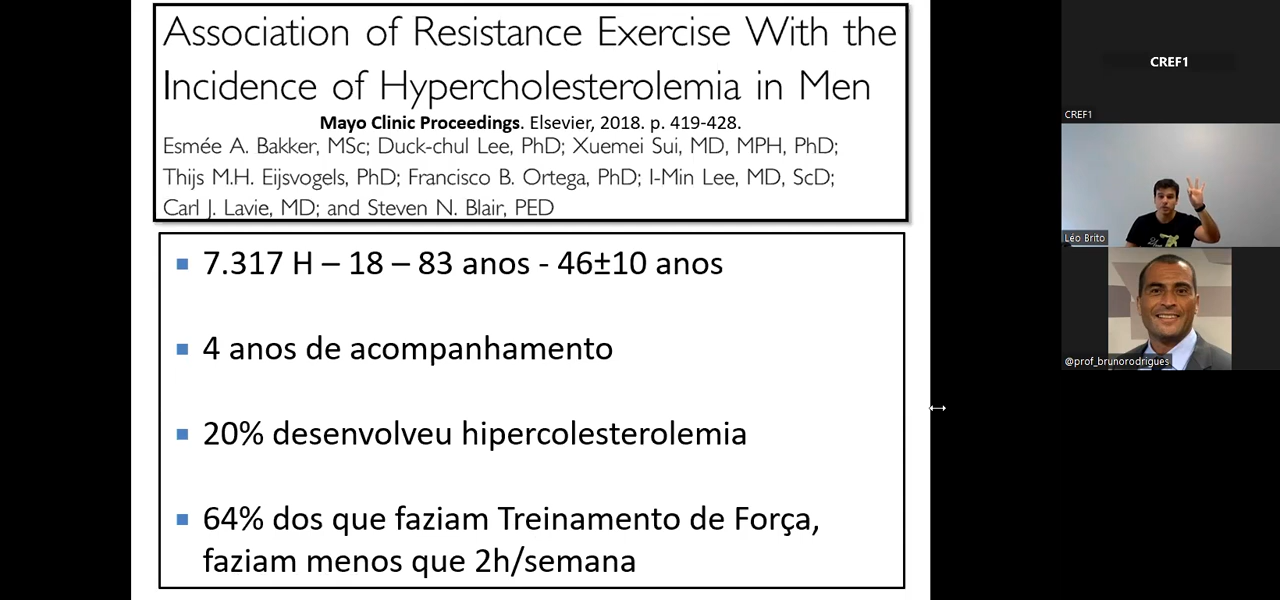 Association of Resistance Exercise With the
Incidence of Hypercholesterolemia in Men
Mayo Clinic Proceedings. Elsevier, 2018. p. 419-428.
Esmée A. Bakker, MSc; Duck-chul Lee, PhD; Xuemei Sui, MD, MPH, PhD;
Thijs M.H. Eijsvogels, PhD; Francisco B. Ortega, PhD; I-Min Lee, MD, ScD;
Carl J. Lavie, MD; and Steven N. Blair, PED
7.317 H – 18 – 83 anos - 46±10 anos
4 anos de acompanhamento
20% desenvolveu hipercolesterolemia
64% dos que faziam Treinamento de Força,
faziam menos que 2h/semana
CREF1
CREF1
Léo Brito
@prof_brunorodrigues